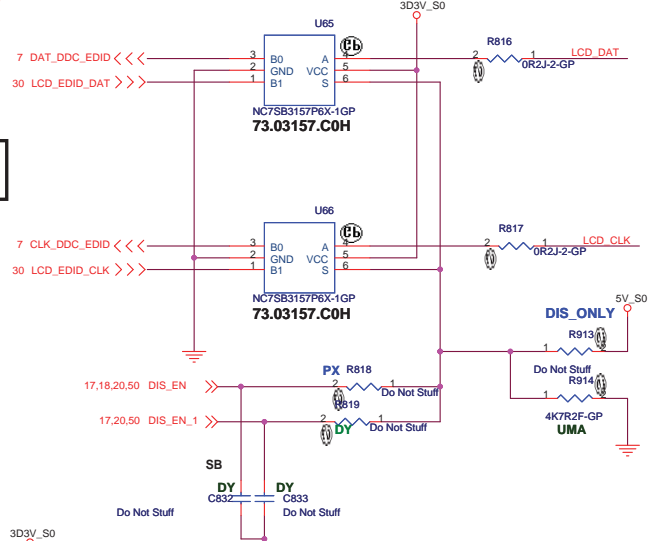 3D3V_S0
U65
7 DAT_DDC_EDID
3 B0 A 4
2 GND VCC 5
30 LCD_EDID_DAT
1 B1 S 6
NC7SB3157P6X-1GP
73.03157.C0H
R816
2 1 LCD_DAT
0R2J-2-GP
U66
7 CLK_DDC_EDID
3 B0 A 4
2 GND VCC 5
30 LCD_EDID_CLK
1 B1 S 6
NC7SB3157P6X-1GP
73.03157.C0H
R817
2 1 LCD_CLK
0R2J-2-GP
5V_S0
DIS_ONLY
R913
1
Do Not Stuff
R914
1
4K7R2F-GP
UMA
PX R818
17,18,20,50 DIS_EN
2 1
Do Not Stuff
R819
17,20,50 DIS_EN_1
2 1
DY Do Not Stuff
SB
DY DY
C832 C833
Do Not Stuff Do Not Stuff
3D3V_S0